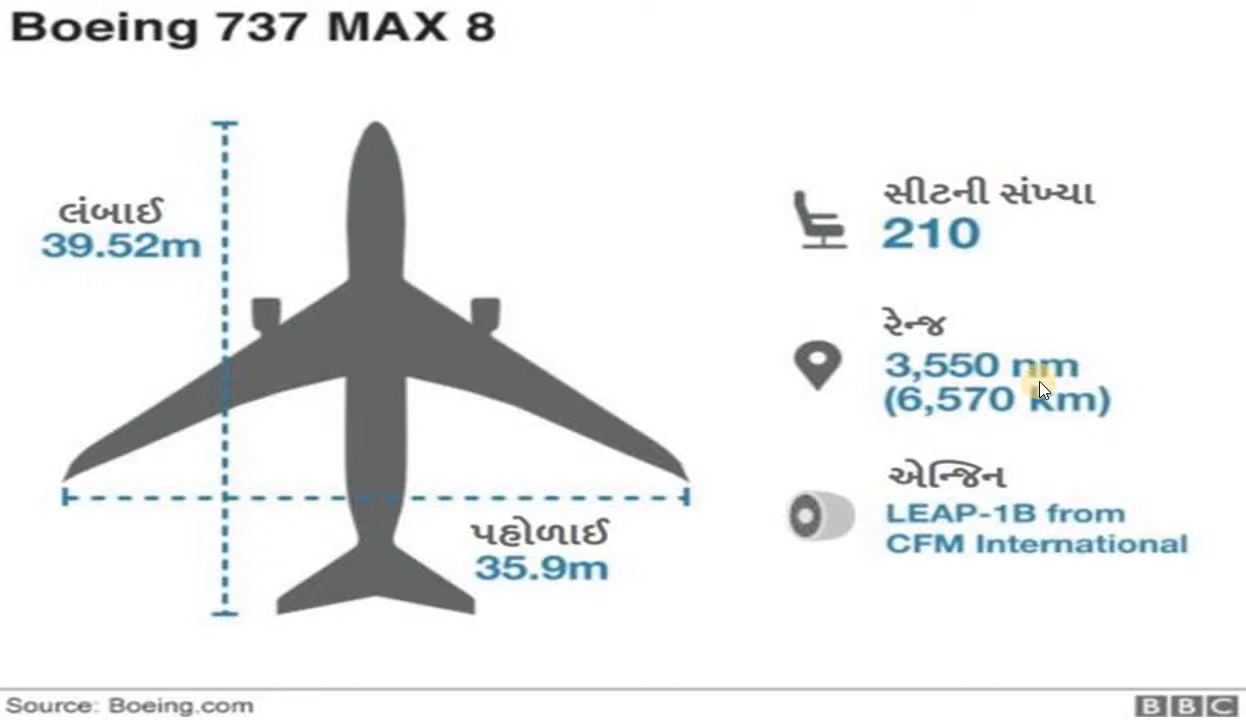 Boeing 737 MAX 8
લંબાઈ
39.52m
પહોળાઈ
35.9m
સીટની સંખ્યા
210
રેન્જ
3,550 nm
(6,570 km)
એન્જિન
LEAP-1B from
CFM International
Source: Boeing.com
BBC